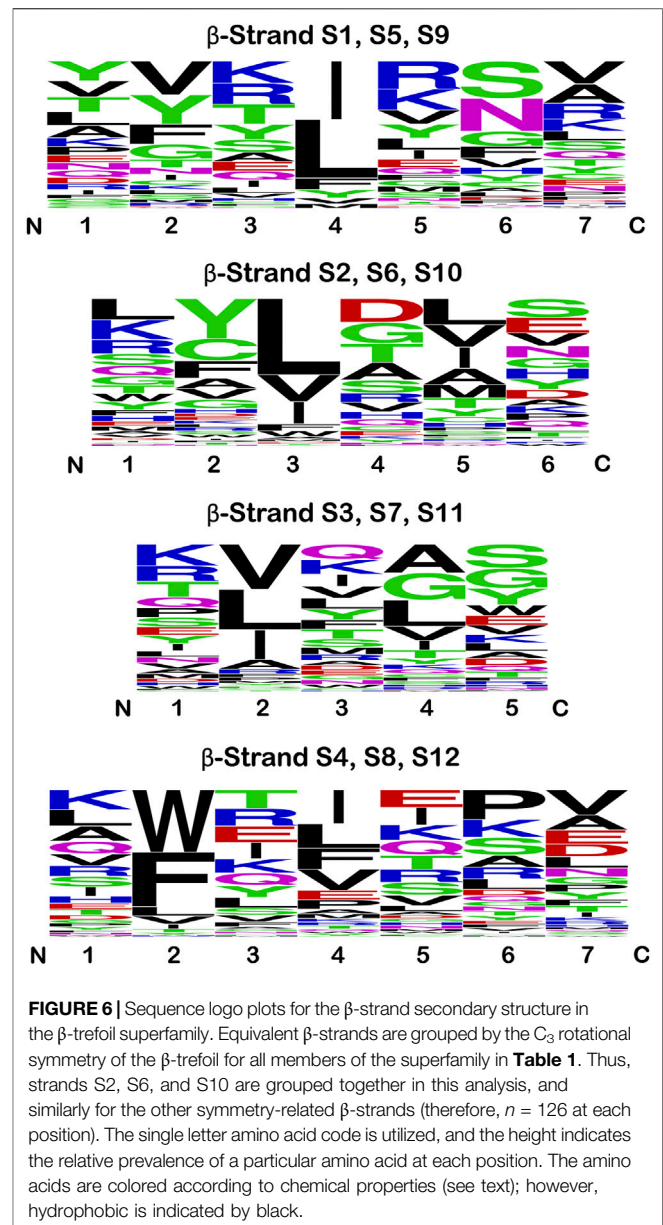 β-Strand S1, S5, S9
N 1 2 3 4 5 6 7 C
β-Strand S2, S6, S10
N 1 2 3 4 5 6 C
β-Strand S3, S7, S11
N 1 2 3 4 5 C
β-Strand S4, S8, S12
N 1 2 3 4 5 6 7 C
FIGURE 6 | Sequence logo plots for the β-strand secondary structure in
the β-trefoil superfamily. Equivalent β-strands are grouped by the C₃ rotational
symmetry of the β-trefoil for all members of the superfamily in Table 1. Thus,
strands S2, S6, and S10 are grouped together in this analysis, and
similarly for the other symmetry-related β-strands (therefore, n = 126 at each
position). The single letter amino acid code is utilized, and the height indicates
the relative prevalence of a particular amino acid at each position. The amino
acids are colored according to chemical properties (see text); however,
hydrophobic is indicated by black.